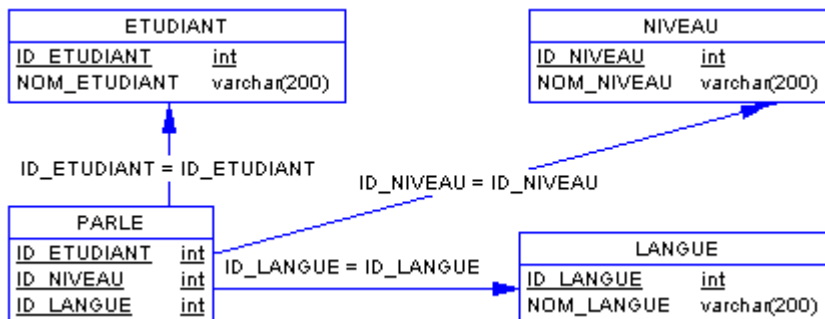 ETUDIANT
ID_ETUDIANT int
NOM_ETUDIANT varchar(200)
NIVEAU
ID_NIVEAU int
NOM_NIVEAU varchar(200)
ID_ETUDIANT = ID_ETUDIANT
ID_NIVEAU = ID_NIVEAU
PARLE
ID_ETUDIANT int
ID_NIVEAU int
ID_LANGUE int
ID_LANGUE = ID_LANGUE
LANGUE
ID_LANGUE int
NOM_LANGUE varchar(200)